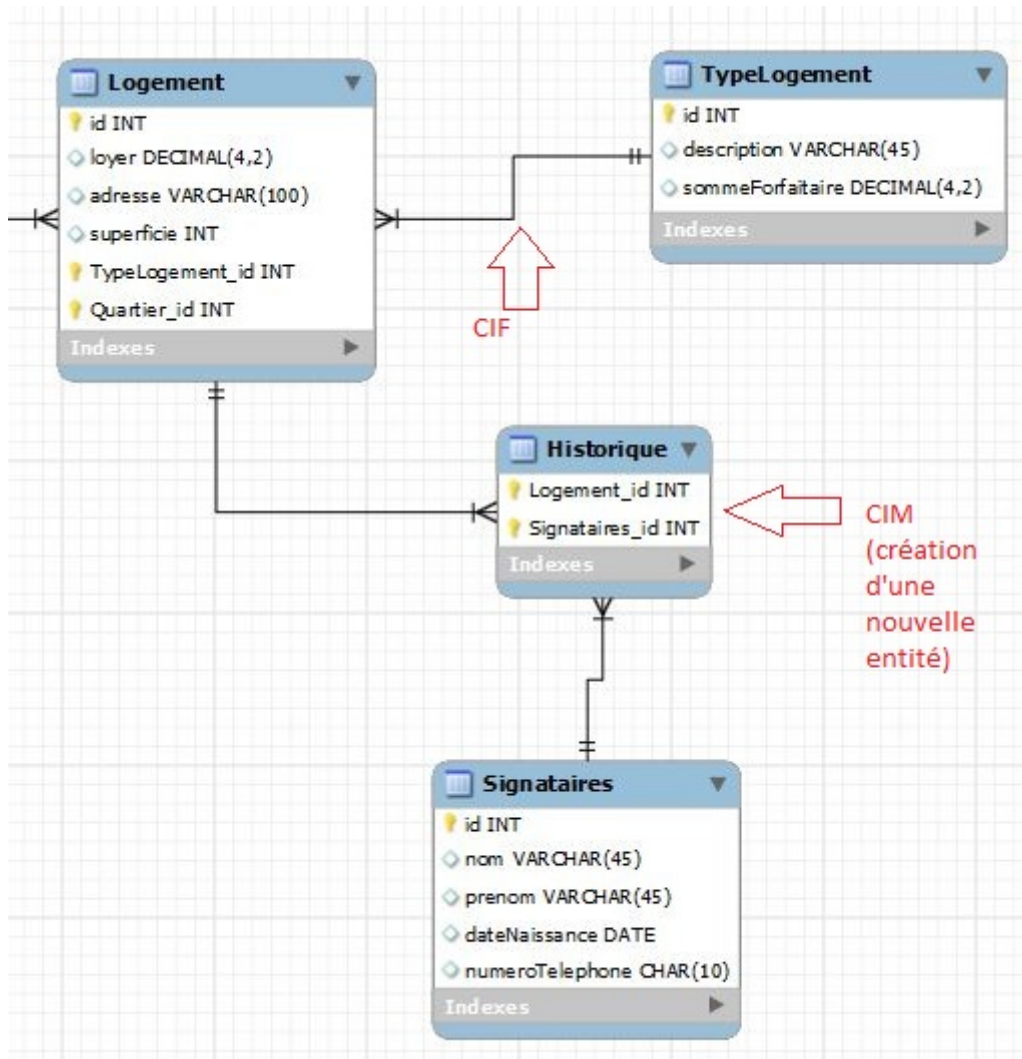 Logement
id INT
loyer DECIMAL(4,2)
adresse VARCHAR(100)
superficie INT
TypeLogement_id INT
Quartier_id INT
Indexes
TypeLogement
id INT
description VARCHAR(45)
sommeForfaitaire DECIMAL(4,2)
Indexes
CIF
Historique
Logement_id INT
Signataires_id INT
Indexes
CIM
(création
d'une
nouvelle
entité)
Signataires
id INT
nom VARCHAR(45)
prenom VARCHAR(45)
dateNaissance DATE
numeroTelephone CHAR(10)
Indexes